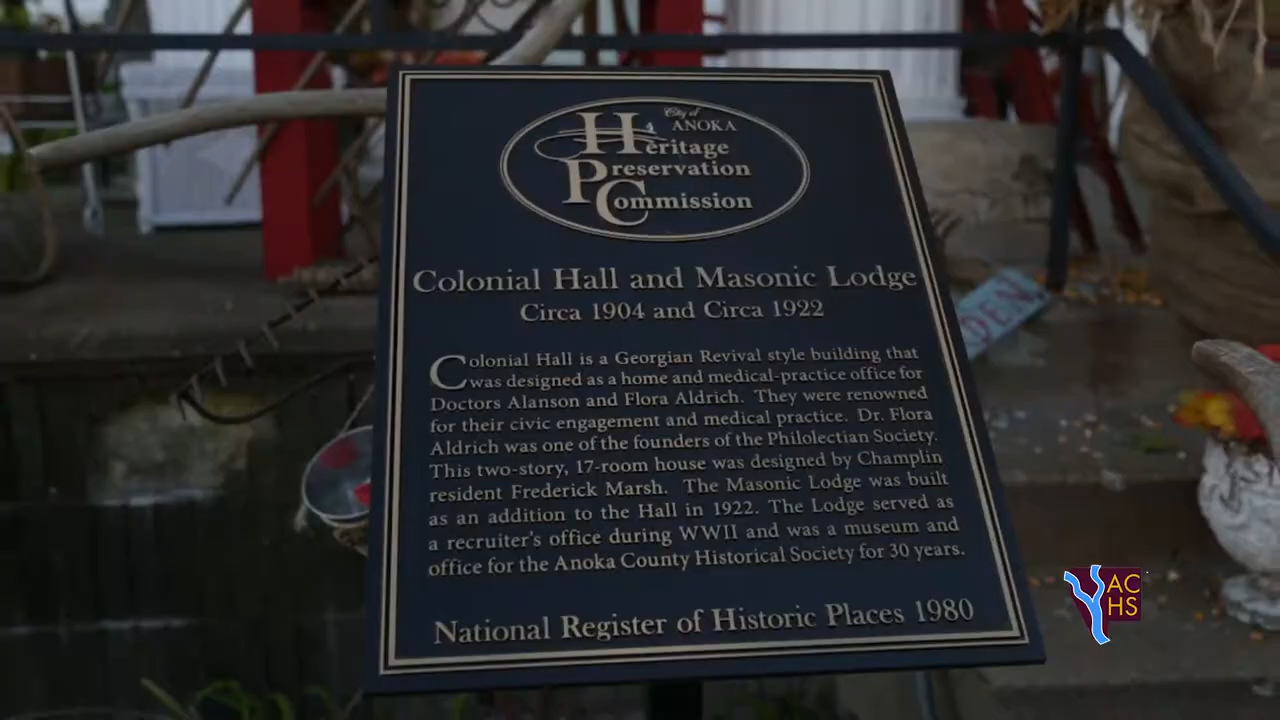 City of
ANOKA
Heritage
Preservation
Commission
Colonial Hall and Masonic Lodge
Circa 1904 and Circa 1922
Colonial Hall is a Georgian Revival style building that
was designed as a home and medical-practice office for
Doctors Alanson and Flora Aldrich. They were renowned
for their civic engagement and medical practice. Dr. Flora
Aldrich was one of the founders of the Philolectian Society.
This two-story, 17-room house was designed by Champlin
resident Frederick Marsh. The Masonic Lodge was built
as an addition to the Hall in 1922. The Lodge served as
a recruiter's office during WWII and was a museum and
office for the Anoka County Historical Society for 30 years.
National Register of Historic Places 1980
DEN
AC
HS